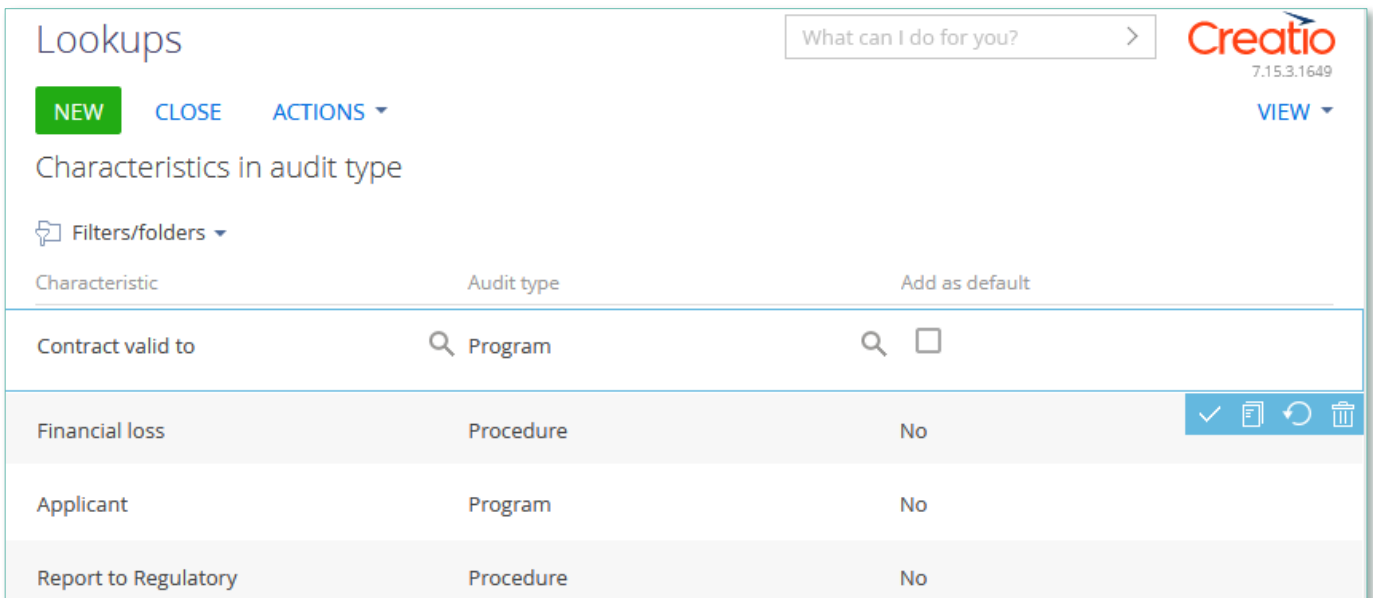 Lookups
What can I do for you?
Creatio
7.15.3.1649
NEW CLOSE ACTIONS VIEW
Characteristics in audit type
Filters/folders
Characteristic Audit type Add as default
Contract valid to Program
Financial loss Procedure No
Applicant Program No
Report to Regulatory Procedure No